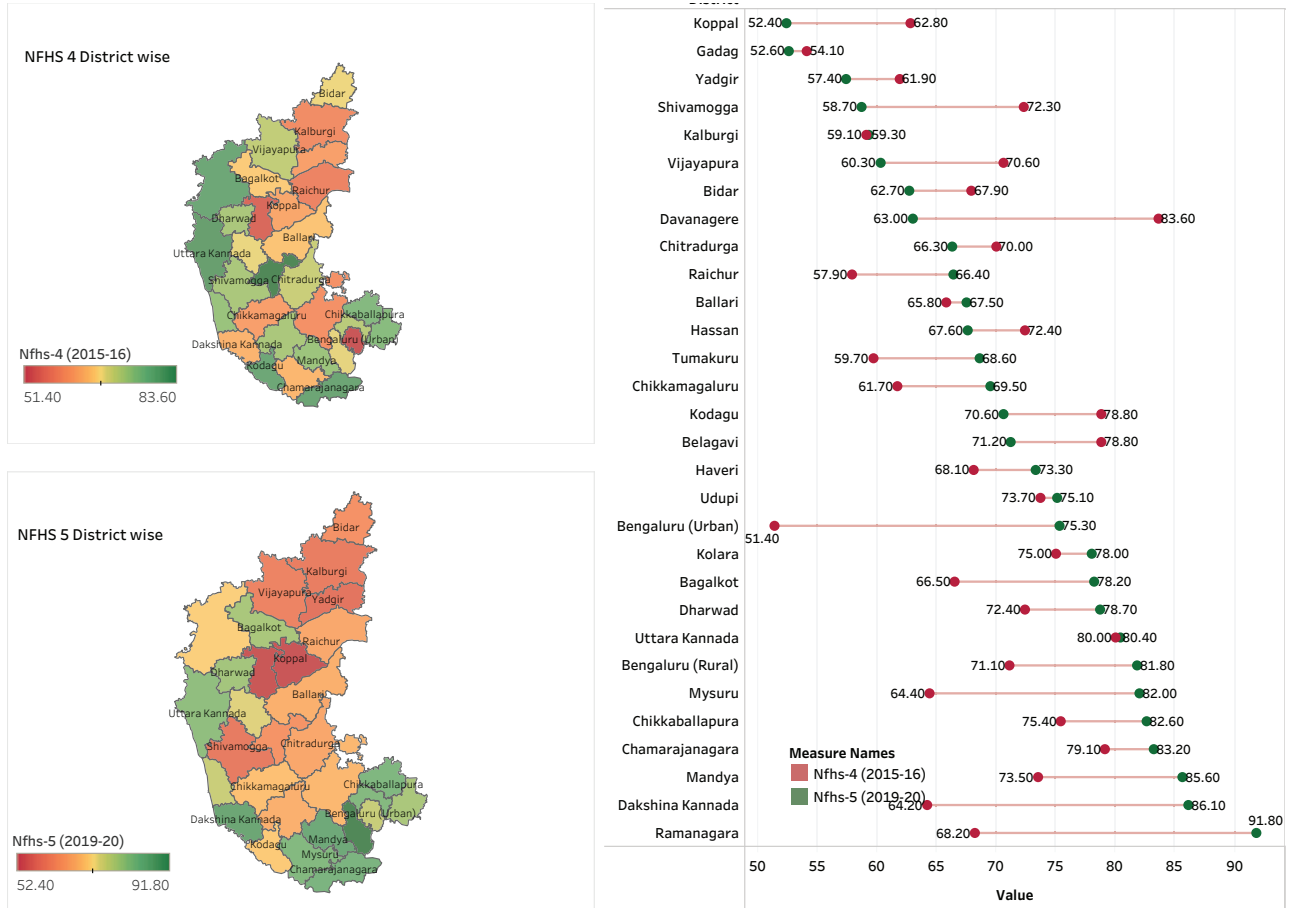 NFHS 4 District wise
Bidar
Kalburgi
Vijayapura
Bagalkot
Raichur
Koppal
Dharwad
Ballari
Uttara Kannada
Shivamogga
Chitradurga
Chikkamagaluru
Chikkaballapura
Dakshina Kannada
Bengaluru (Urban)
Mandya
Kodagu
Chamarajanagara
Nfhs-4 (2015-16)
51.40 83.60
NFHS 5 District wise
Bidar
Kalburgi
Vijayapura
Yadgir
Bagalkot
Raichur
Koppal
Dharwad
Ballari
Uttara Kannada
Shivamogga
Chitradurga
Chikkamagaluru
Chikkaballapura
Dakshina Kannada
Bengaluru (Urban)
Mandya
Kodagu
Mysuru
Chamarajanagara
Nfhs-5 (2019-20)
52.40 91.80
District
Koppal 52.40 62.80
Gadag 52.60 54.10
Yadgir 57.40 61.90
Shivamogga 58.70 72.30
Kalburgi 59.10 59.30
Vijayapura 60.30 70.60
Bidar 62.70 67.90
Davanagere 63.00 83.60
Chitradurga 66.30 70.00
Raichur 57.90 66.40
Ballari 65.80 67.50
Hassan 67.60 72.40
Tumakuru 59.70 68.60
Chikkamagaluru 61.70 69.50
Kodagu 70.60 78.80
Belagavi 71.20 78.80
Haveri 68.10 73.30
Udupi 73.70 75.10
Bengaluru (Urban) 51.40 75.30
Kolara 75.00 78.00
Bagalkot 66.50 78.20
Dharwad 72.40 78.70
Uttara Kannada 80.00 80.40
Bengaluru (Rural) 71.10 81.80
Mysuru 64.40 82.00
Chikkaballapura 75.40 82.60
Chamarajanagara 79.10 83.20
Mandya 73.50 85.60
Dakshina Kannada 64.20 86.10
Ramanagara 68.20 91.80
Measure Names
Nfhs-4 (2015-16)
Nfhs-5 (2019-20)
50 55 60 65 70 75 80 85 90
Value